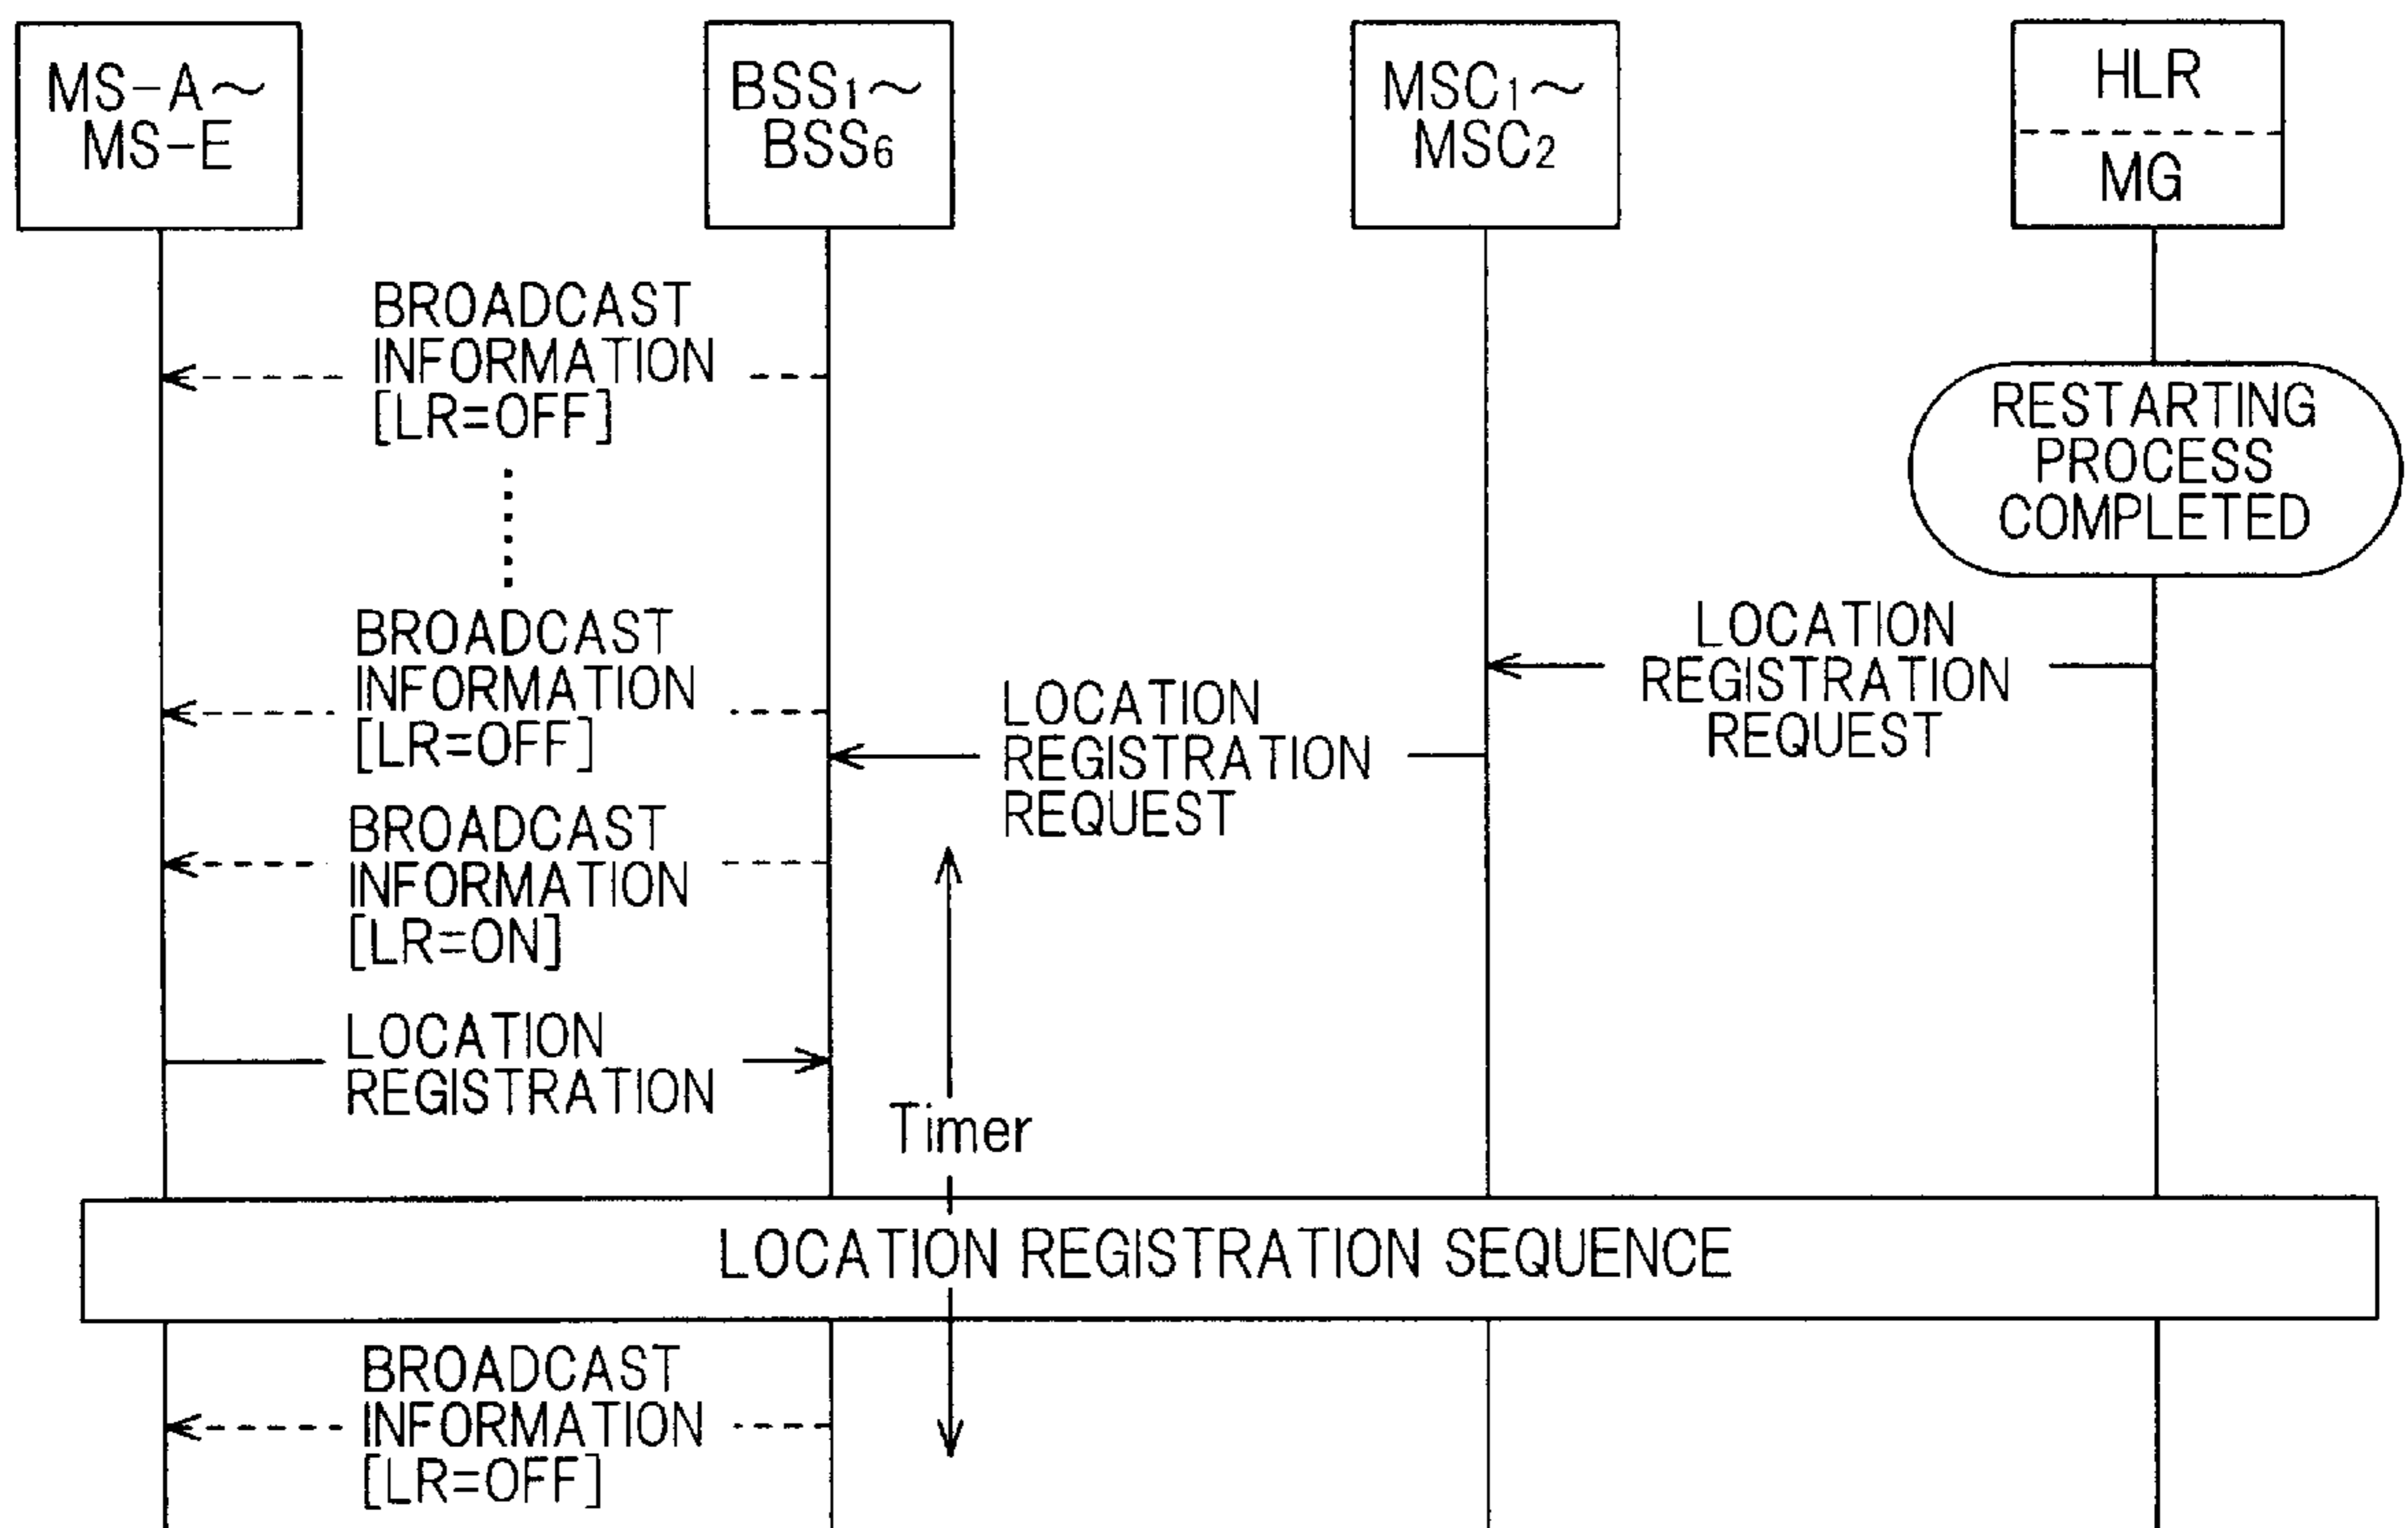 MS-A~
MS-E
BSS1~
BSS6
MSC1~
MSC2
HLR
MG
BROADCAST
INFORMATION
[LR=OFF]
RESTARTING
PROCESS
COMPLETED
BROADCAST
INFORMATION
[LR=OFF]
LOCATION
REGISTRATION
REQUEST
LOCATION
REGISTRATION
REQUEST
BROADCAST
INFORMATION
[LR=ON]
LOCATION
REGISTRATION
Timer
LOCATION REGISTRATION SEQUENCE
BROADCAST
INFORMATION
[LR=OFF]